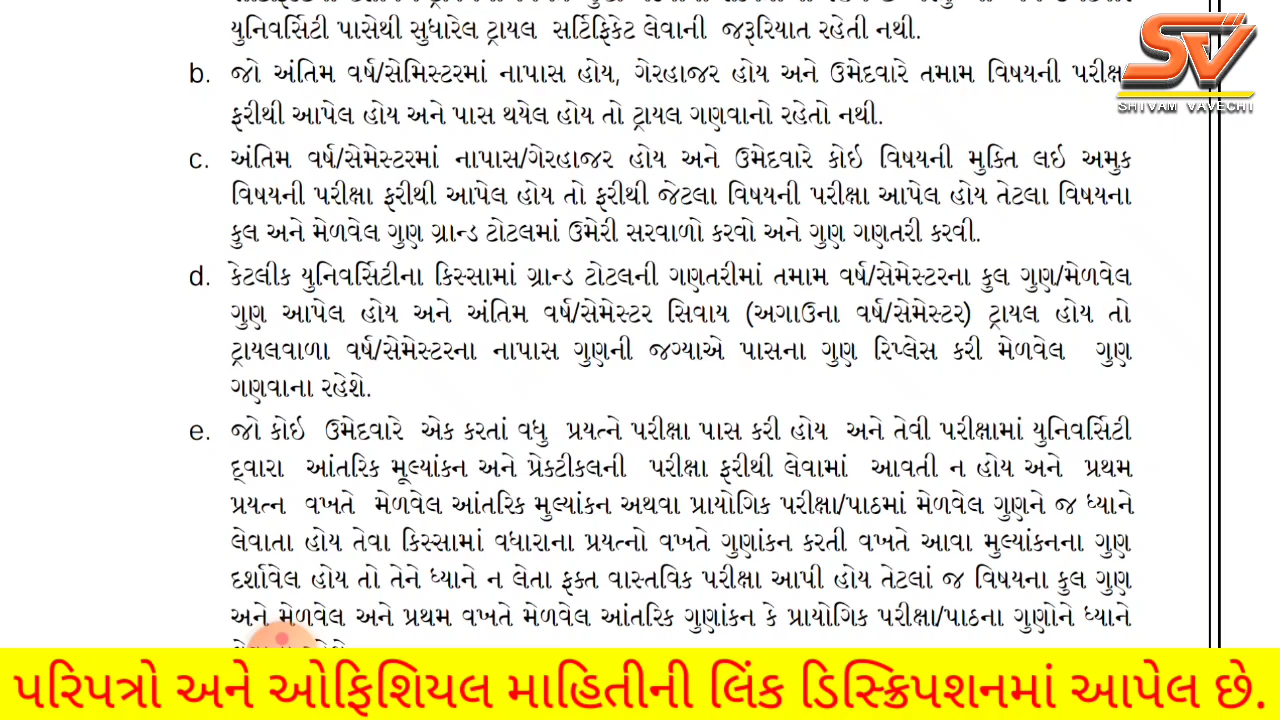 યુનિવર્સિટી પાસેથી સુધારેલ ટ્રાયલ સર્ટિફિકેટ લેવાની જરૂરિયાત રહેતી નથી.
SHIVAM VAVECHI
b. જો અંતિમ વર્ષ/સેમિસ્ટરમાં નાપાસ હોય, ગેરહાજર હોય અને ઉમેદવારે તમામ વિષયની પરીક્ષા
ફરીથી આપેલ હોય અને પાસ થયેલ હોય તો ટ્રાયલ ગણવાનો રહેતો નથી.
c. અંતિમ વર્ષ/સેમેસ્ટરમાં નાપાસ/ગેરહાજર હોય અને ઉમેદવારે કોઇ વિષયની મુક્તિ લઇ અમુક
વિષયની પરીક્ષા ફરીથી આપેલ હોય તો ફરીથી જેટલા વિષયની પરીક્ષા આપેલ હોય તેટલા વિષયના
કુલ અને મેળવેલ ગુણ ગ્રાન્ડ ટોટલમાં ઉમેરી સરવાળો કરવો અને ગુણ ગણતરી કરવી.
d. કેટલીક યુનિવર્સિટીના કિસ્સામાં ગ્રાન્ડ ટોટલની ગણતરીમાં તમામ વર્ષ/સેમેસ્ટરના કુલ ગુણ/મેળવેલ
ગુણ આપેલ હોય અને અંતિમ વર્ષ/સેમેસ્ટર સિવાય (અગાઉના વર્ષ/સેમેસ્ટર) ટ્રાયલ હોય તો
ટ્રાયલવાળા વર્ષ/સેમેસ્ટરના નાપાસ ગુણની જગ્યાએ પાસના ગુણ રિપ્લેસ કરી મેળવેલ ગુણ
ગણવાના રહેશે.
e. જો કોઇ ઉમેદવારે એક કરતાં વધુ પ્રયત્ને પરીક્ષા પાસ કરી હોય અને તેવી પરીક્ષામાં યુનિવર્સિટી
દ્વારા આંતરિક મૂલ્યાંકન અને પ્રેક્ટીકલની પરીક્ષા ફરીથી લેવામાં આવતી ન હોય અને પ્રથમ
પ્રયત્ન વખતે મેળવેલ આંતરિક મુલ્યાંકન અથવા પ્રાયોગિક પરીક્ષા/પાઠમાં મેળવેલ ગુણને જ ધ્યાને
લેવાતા હોય તેવા કિસ્સામાં વધારાના પ્રયત્નો વખતે ગુણાંકન કરતી વખતે આવા મુલ્યાંકનના ગુણ
દર્શાવેલ હોય તો તેને ધ્યાને ન લેતા ફક્ત વાસ્તવિક પરીક્ષા આપી હોય તેટલાં જ વિષયના કુલ ગુણ
અને મેળવેલ અને પ્રથમ વખતે મેળવેલ આંતરિક ગુણાંકન કે પ્રાયોગિક પરીક્ષા/પાઠના ગુણોને ધ્યાને
પરિપત્રો અને ઓફિશિયલ માહિતીની લિંક ડિસ્ક્રિપશનમાં આપેલ છે.